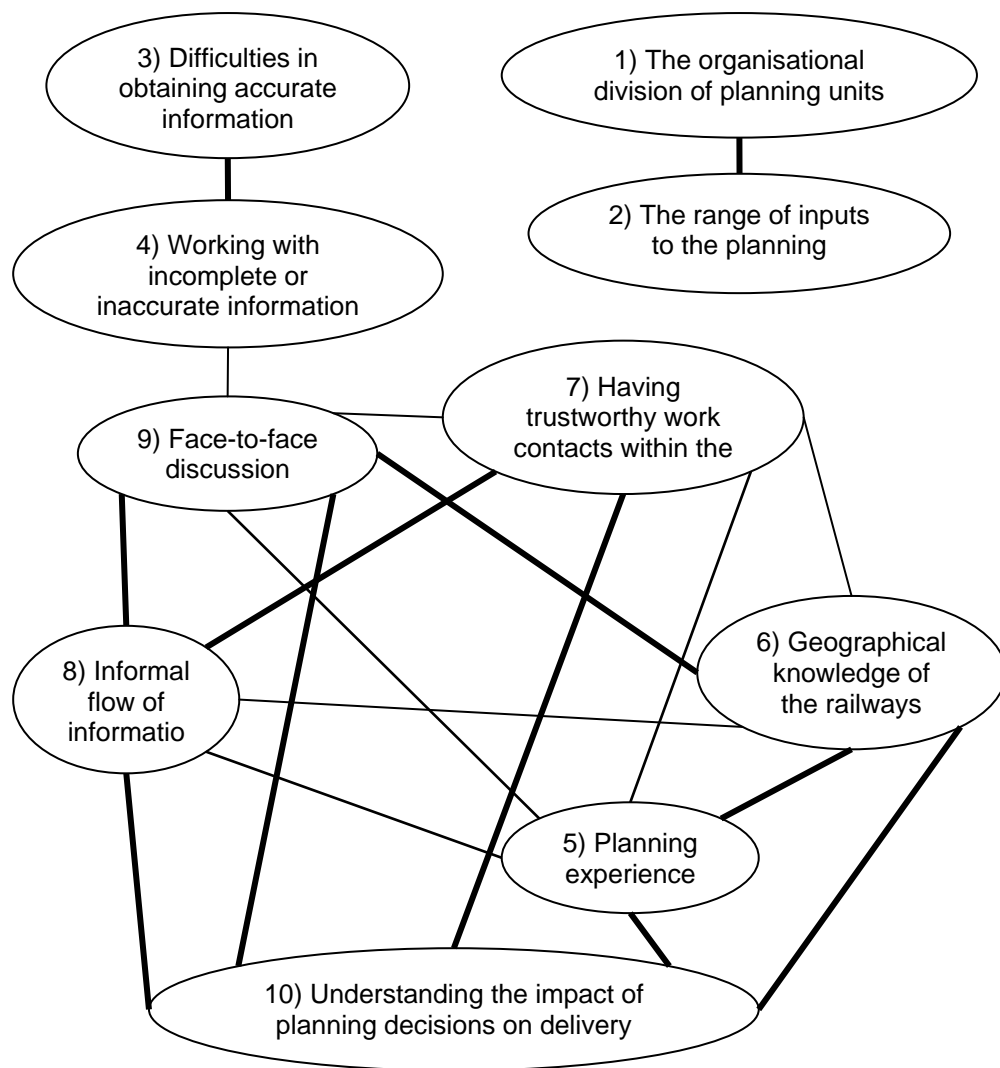 3) Difficulties in
obtaining accurate
information
1) The organisational
division of planning units
2) The range of inputs
to the planning
4) Working with
incomplete or
inaccurate information
7) Having
trustworthy work
contacts within the
9) Face-to-face
discussion
6) Geographical
knowledge of
the railways
8) Informal
flow of
informatio
5) Planning
experience
10) Understanding the impact of
planning decisions on delivery